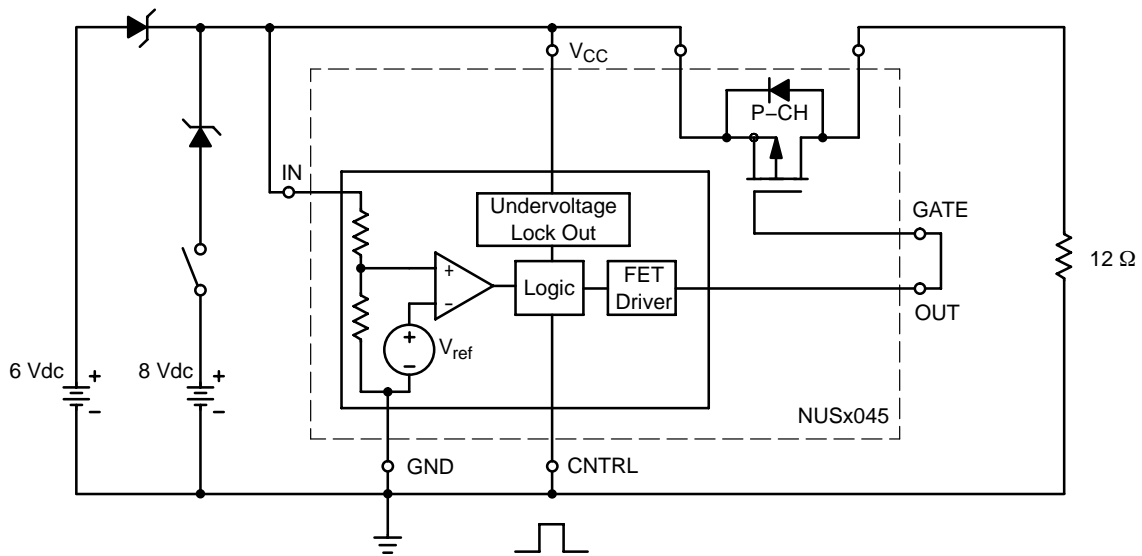 V_CC
P–CH
IN
Undervoltage
Lock Out
GATE
+
Logic
FET
Driver
12 Ω
–
OUT
+
V_ref
–
6 Vdc
+
–
8 Vdc
+
–
NUSx045
GND
CNTRL